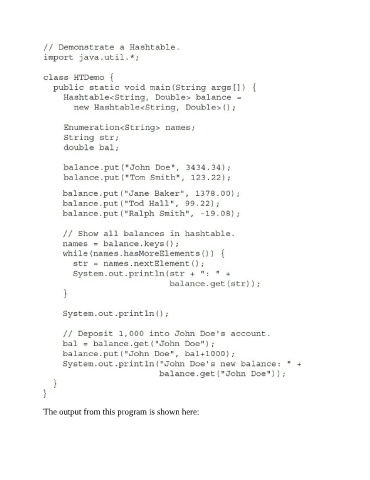 // Demonstrate a Hashtable.
import java.util.*;
class HTDemo {
public static void main(String args[]) {
Hashtable<String, Double> balance =
new Hashtable<String, Double>();
Enumeration<String> names;
String str;
double bal;
balance.put("John Doe", 3434.34);
balance.put("Tom Smith", 123.22);
balance.put("Jane Baker", 1378.00);
balance.put("Tod Hall", 99.22);
balance.put("Ralph Smith", -19.08);
// Show all balances in hashtable.
names = balance.keys();
while(names.hasMoreElements()) {
str = names.nextElement();
System.out.println(str + ": " +
balance.get(str));
}
System.out.println();
// Deposit 1,000 into John Doe's account.
bal = balance.get("John Doe");
balance.put("John Doe", bal+1000);
System.out.println("John Doe's new balance: " +
balance.get("John Doe"));
}
}
The output from this program is shown here: